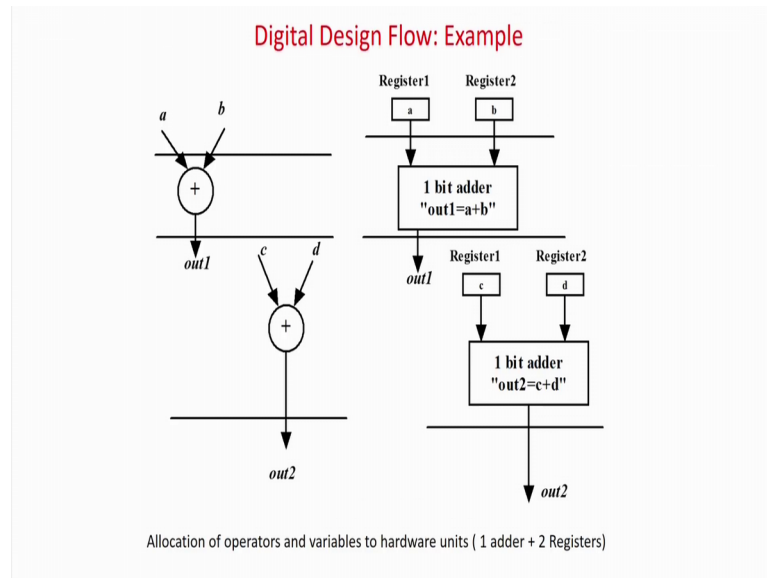 Digital Design Flow: Example
a
b
+
out1
c
d
+
out2
Register1
Register2
a
b
1 bit adder
"out1=a+b"
out1
Register1
Register2
c
d
1 bit adder
"out2=c+d"
out2
Allocation of operators and variables to hardware units ( 1 adder + 2 Registers)